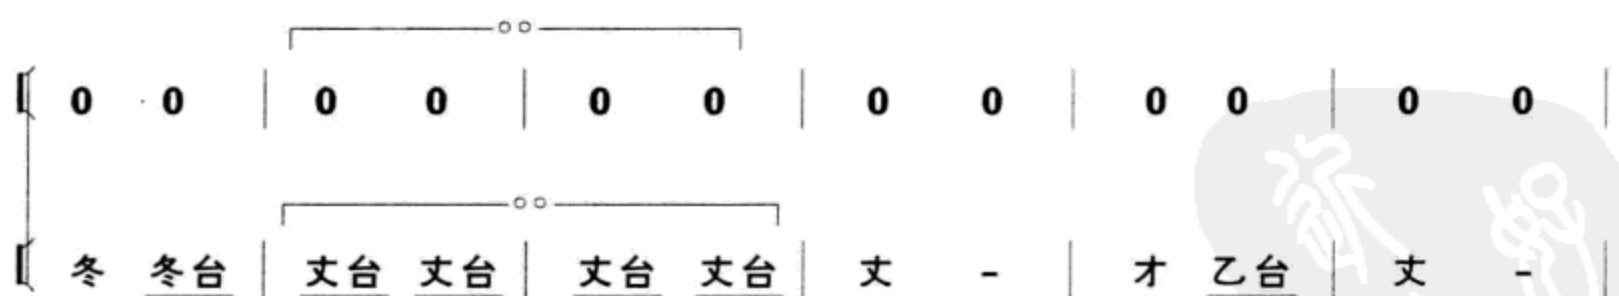 0 0 | 0 0 | 0 0 | 0 0 | 0 0 | 0 0 |
冬 冬台 | 丈台 丈台 | 丈台 丈台 | 丈 - | 才 乙台 | 丈 - |